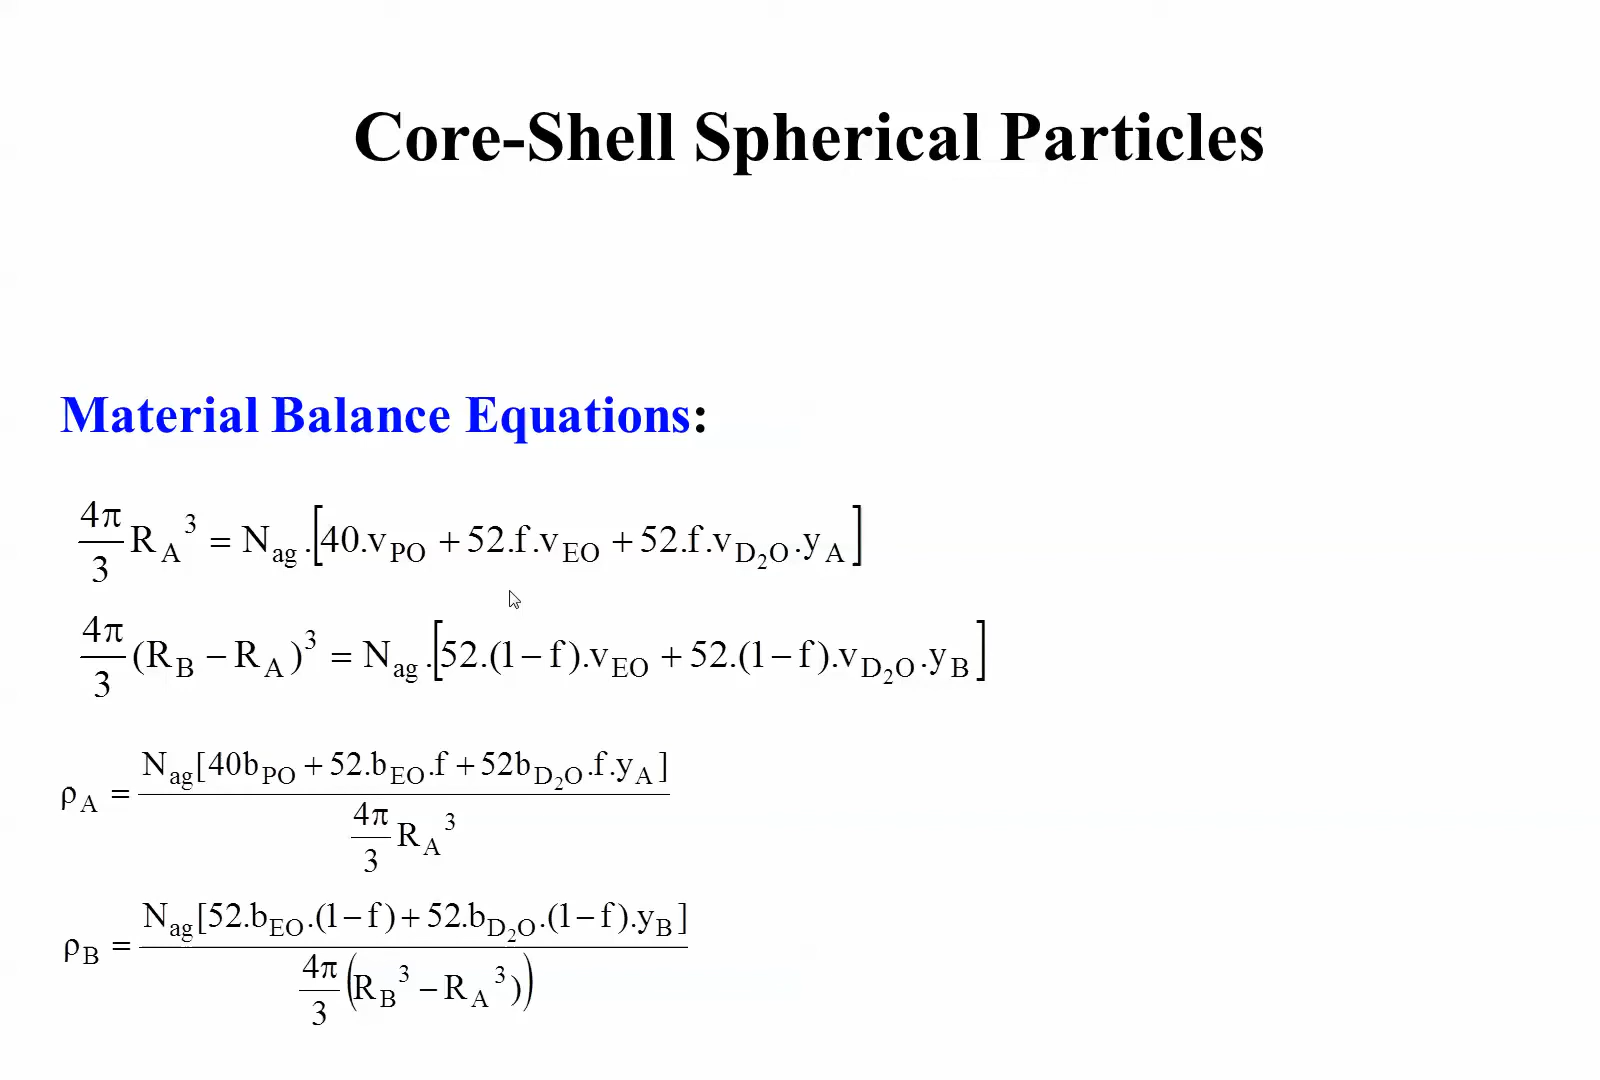 Core-Shell Spherical Particles
Material Balance Equations:
4π/3 R_A^3 = N_ag.[40.v_PO + 52.f.v_EO + 52.f.v_D₂O.y_A]
4π/3 (R_B − R_A)^3 = N_ag.[52.(1 − f).v_EO + 52.(1 − f).v_D₂O.y_B]
ρ_A = N_ag[40b_PO + 52.b_EO.f + 52b_D₂O.f.y_A] / 4π/3 R_A^3
ρ_B = N_ag[52.b_EO.(1 − f) + 52.b_D₂O.(1 − f).y_B] / 4π/3 (R_B^3 − R_A^3))